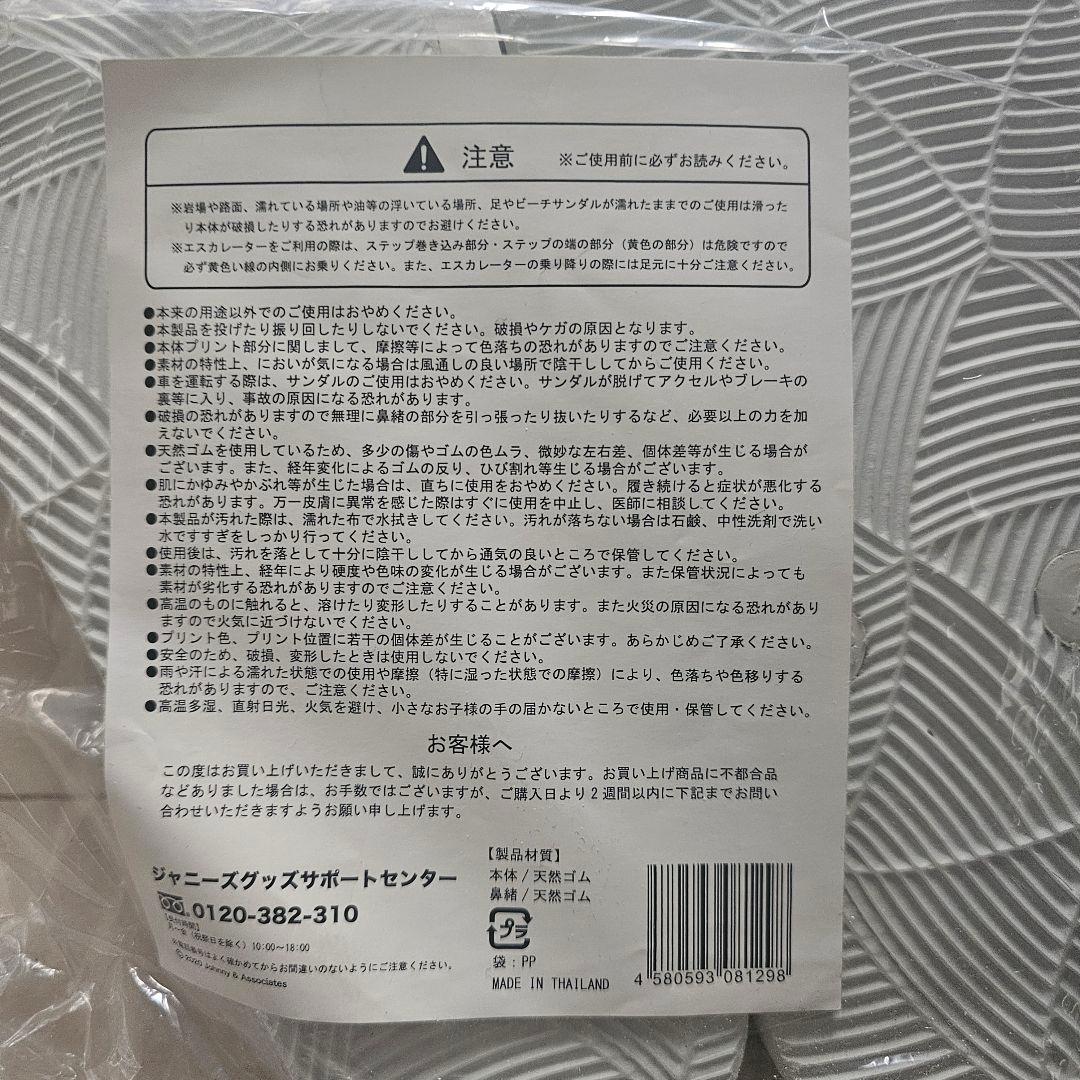 注意 ※ご使用前に必ずお読みください。
※岩場や路面、濡れている場所や油等の浮いている場所、足やビーチサンダルが濡れたままでのご使用は滑った
り本体が破損したりする恐れがありますのでお避けください。
※エスカレーターをご利用の際は、ステップ巻き込み部分・ステップの端の部分（黄色の部分）は危険ですので
必ず黄色い線の内側にお乗りください。また、エスカレーターの乗り降りの際には足元に十分ご注意ください。
●本来の用途以外でのご使用はおやめください。
●本製品を投げたり振り回したりしないでください。破損やケガの原因となります。
●本体プリント部分に関しまして、摩擦等によって色落ちの恐れがありますのでご注意ください。
●素材の特性上、においが気になる場合は風通しの良い場所で陰干ししてからご使用ください。
●車を運転する際は、サンダルのご使用はおやめください。サンダルが脱げてアクセルやブレーキの
裏等に入り、事故の原因になる恐れがあります。
●破損の恐れがありますので無理に鼻緒の部分を引っ張ったり抜いたりするなど、必要以上の力を加
えないでください。
●天然ゴムを使用しているため、多少の傷やゴムの色ムラ、微妙な左右差、個体差等が生じる場合が
ございます。また、経年変化によるゴムの反り、ひび割れ等生じる場合がございます。
●肌にかゆみやかぶれ等が生じた場合は、直ちに使用をおやめください。履き続けると症状が悪化する
恐れがあります。万一皮膚に異常を感じた際はすぐに使用を中止し、医師に相談してください。
●本製品が汚れた際は、濡れた布で水拭きしてください。汚れが落ちない場合は石鹸、中性洗剤で洗い
水ですすぎをしっかり行ってください。
●使用後は、汚れを落として十分に陰干ししてから通気の良いところで保管してください。
●素材の特性上、経年により硬度や色味の変化が生じる場合がございます。また保管状況によっても
素材が劣化する恐れがありますのでご注意ください。
●高温のものに触れると、溶けたり変形したりすることがあります。また火災の原因になる恐れがあり
ますので火気に近づけないでください。
●プリント色、プリント位置に若干の個体差が生じることがございます。あらかじめご了承ください。
●安全のため、破損、変形したときは使用しないでください。
●雨や汗による濡れた状態での使用や摩擦（特に湿った状態での摩擦）により、色落ちや色移りする
恐れがありますので、ご注意ください。
●高温多湿、直射日光、火気を避け、小さなお子様の手の届かないところで使用・保管してください。
お客様へ
この度はお買い上げいただきまして、誠にありがとうございます。お買い上げ商品に不都合品
などありました場合は、お手数ではございますが、ご購入日より2週間以内に下記までお問い
合わせいただきますようお願い申し上げます。
ジャニーズグッズサポートセンター
0120-382-310
【受付時間】
月～金（祝祭日を除く）10:00～18:00
※電話番号はよく確かめてからお間違いのないようにご注意ください。
©2020 Johnny & Associates
【製品材質】
本体/天然ゴム
鼻緒/天然ゴム
プラ
袋：PP
MADE IN THAILAND
4 580593 081298